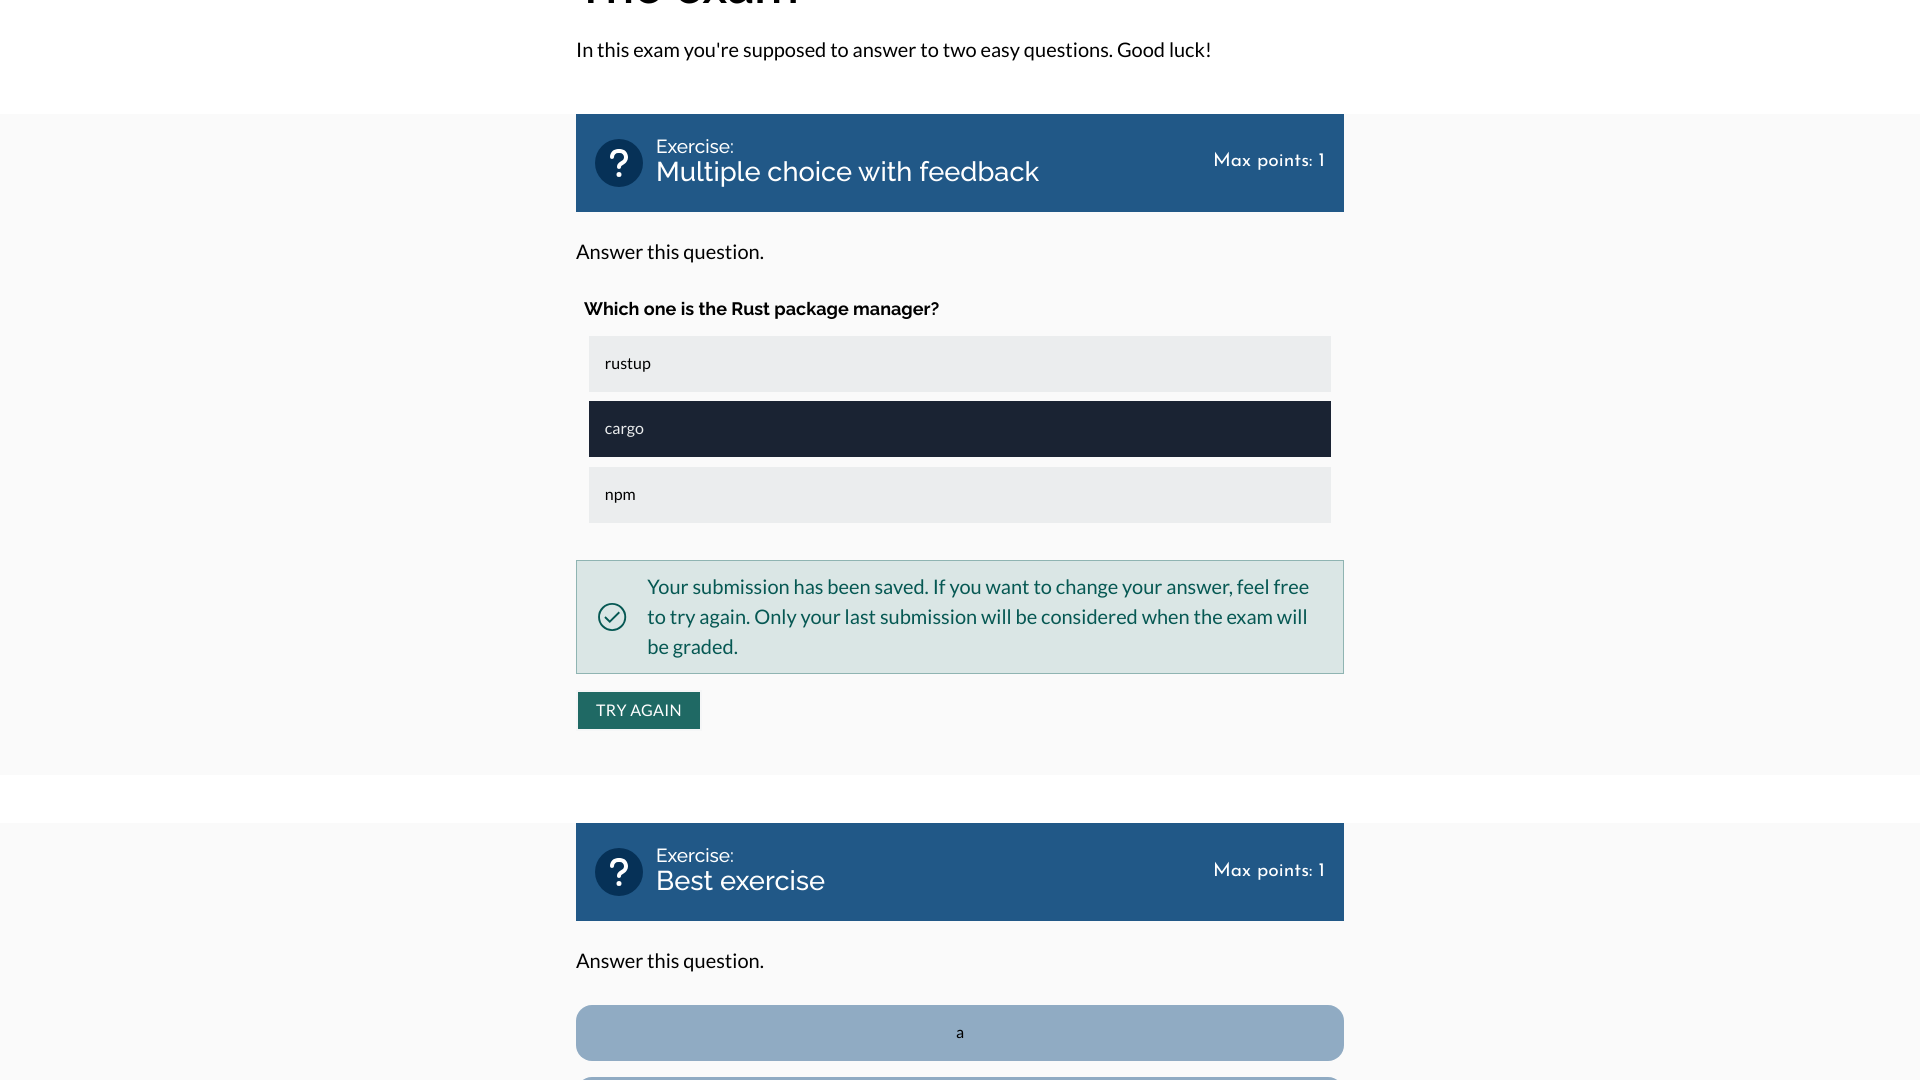 The exam
In this exam you're supposed to answer to two easy questions. Good luck!
?
Exercise:
Multiple choice with feedback
Max points: 1
Answer this question.
Which one is the Rust package manager?
rustup
cargo
npm
Your submission has been saved. If you want to change your answer, feel free
to try again. Only your last submission will be considered when the exam will
be graded.
TRY AGAIN
?
Exercise:
Best exercise
Max points: 1
Answer this question.
a